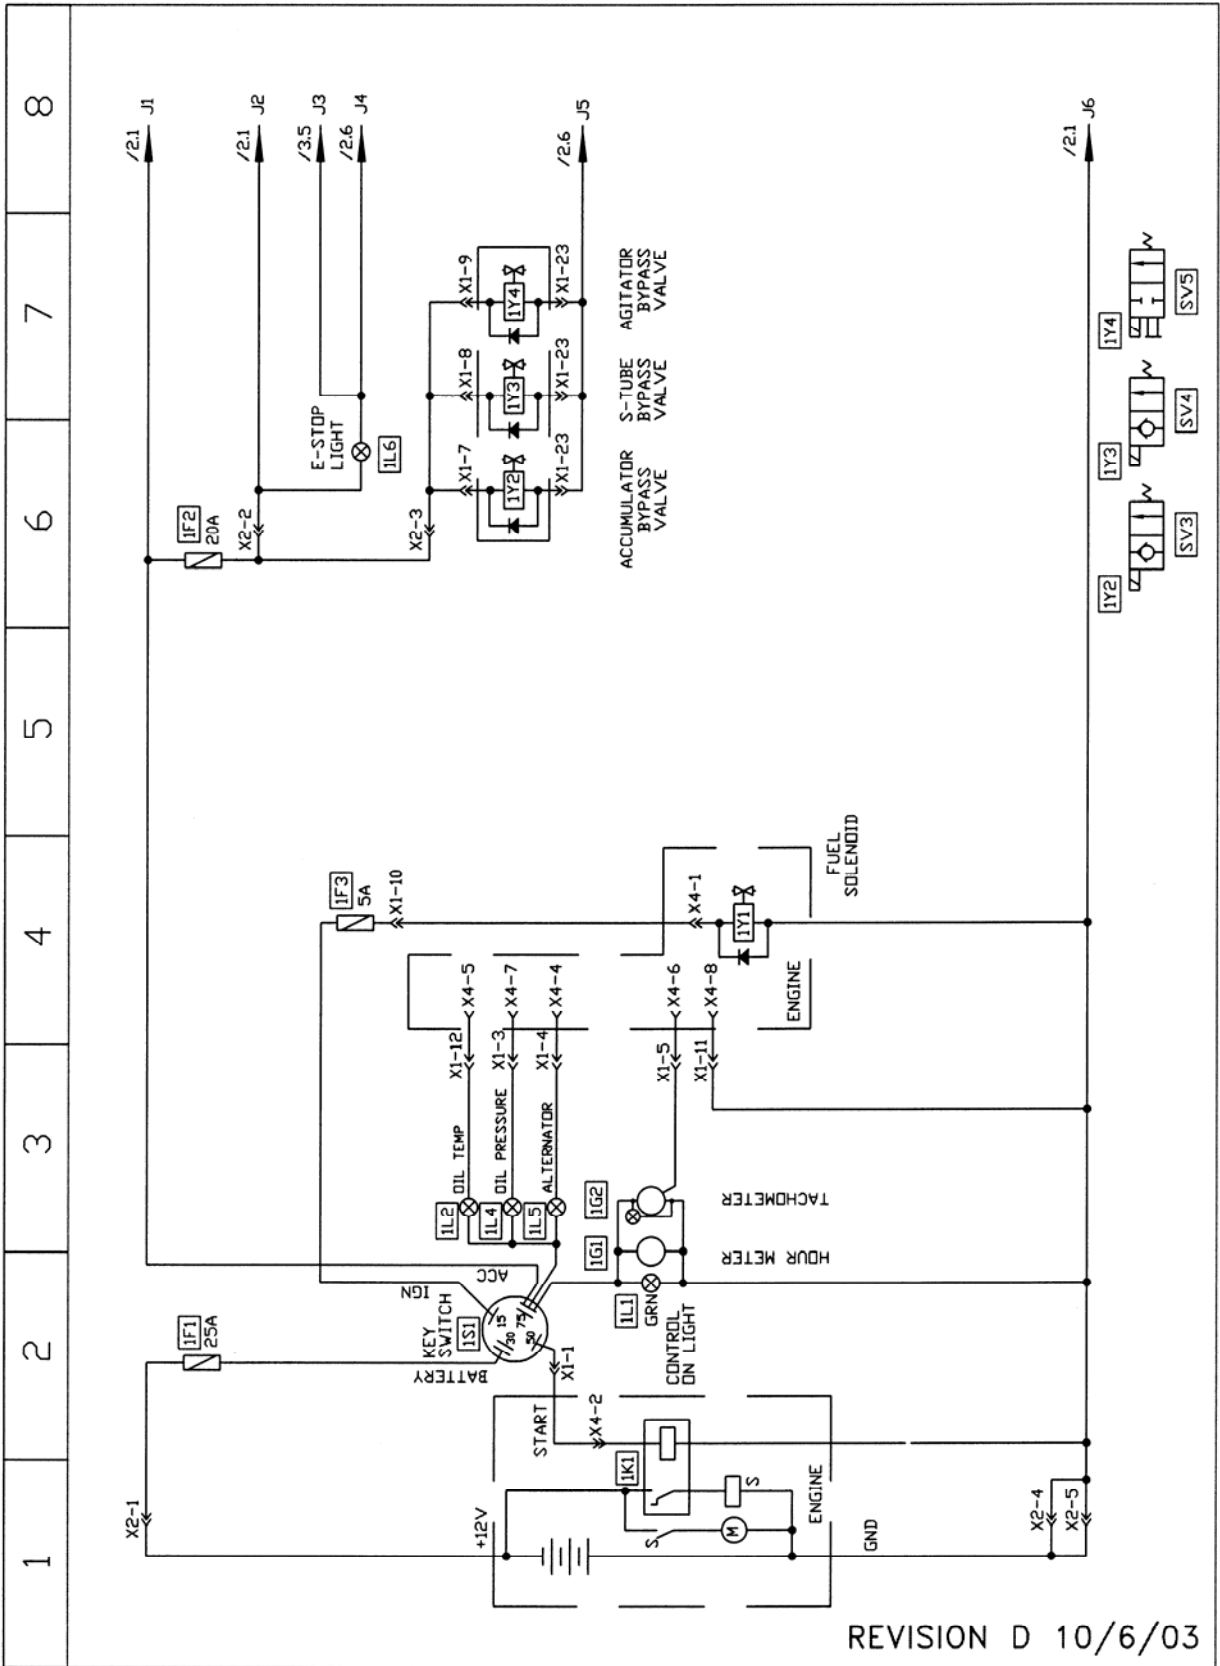 8
7
6
5
4
3
2
1
/2.1 J1
/2.1 J2
/3.5 J3
/2.6 J4
/2.6 J5
/2.1 J6
1F2
20A
X2-2
E-STOP
LIGHT
1L6
X2-3
X1-7
X1-8
X1-9
1Y2
1Y3
1Y4
X1-23
X1-23
X1-23
ACCUMULATOR
BYPASS
VALVE
S-TUBE
BYPASS
VALVE
AGITATOR
BYPASS
VALVE
1Y2
SV3
1Y3
SV4
1Y4
SV5
1F3
5A
X1-10
X4-1
1Y1
FUEL
SOLENOID
ENGINE
X4-5
X4-7
X4-4
X4-6
X4-8
X1-12
X1-3
X1-4
X1-5
X1-11
OIL TEMP
OIL PRESSURE
ALTERNATOR
1L2
1L4
1L5
1G2
TACHOMETER
1G1
HOUR METER
1L1
GRN
CONTROL
ON LIGHT
ACC
IGN
KEY
SWITCH
1S1
15
30
75
50
BATTERY
1F1
25A
X1-1
START
X4-2
1K1
S
S
M
ENGINE
+12V
GND
X2-1
X2-4
X2-5
REVISION D 10/6/03